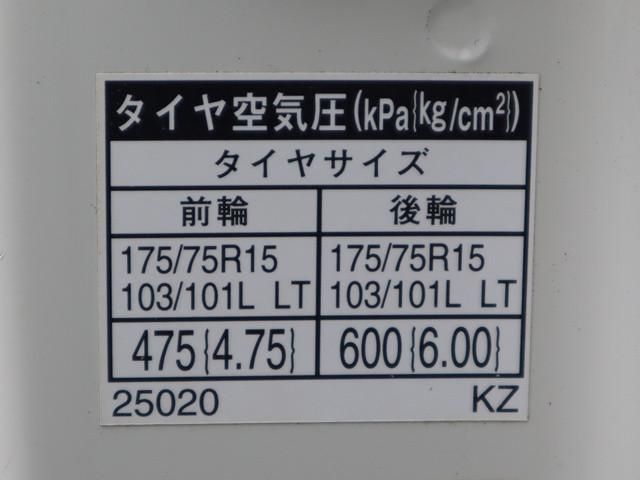 タイヤ空気圧(kPa{kg/cm²})
タイヤサイズ
前輪 後輪
175/75R15 175/75R15
103/101L LT 103/101L LT
475{4.75} 600{6.00}
25020 KZ